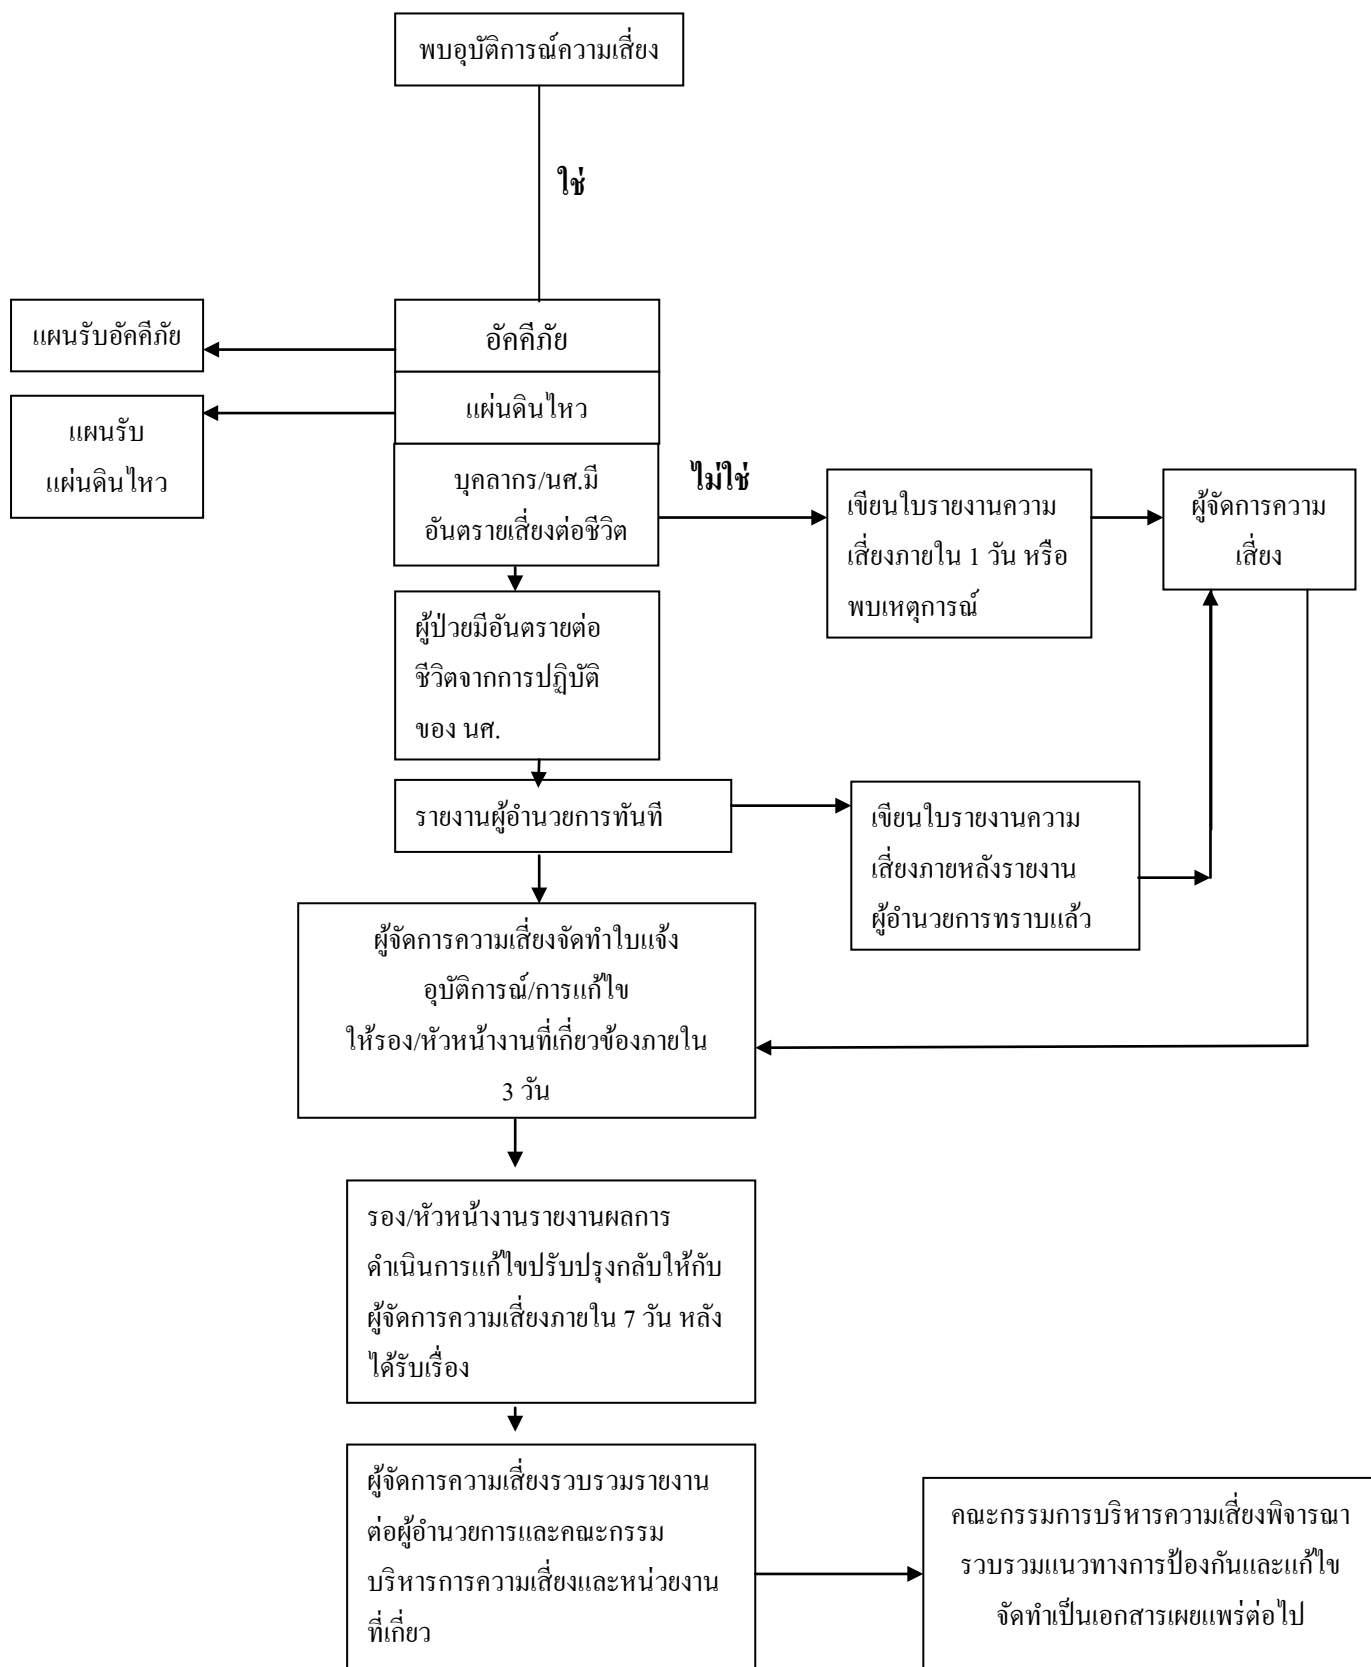 พบอุบัติการณ์ความเสี่ยง
ใช่
แผนรับอัคคีภัย
อัคคีภัย
แผนรับ
แผ่นดินไหว
แผ่นดินไหว
บุคลากร/นศ.มี
อันตรายเสี่ยงต่อชีวิต
ไม่ใช่
เขียนใบรายงานความ
เสี่ยงภายใน 1 วัน หรือ
พบเหตุการณ์
ผู้จัดการความ
เสี่ยง
ผู้ป่วยมีอันตรายต่อ
ชีวิตจากการปฏิบัติ
ของ นศ.
รายงานผู้อำนวยการทันที
เขียนใบรายงานความ
เสี่ยงภายหลังรายงาน
ผู้อำนวยการทราบแล้ว
ผู้จัดการความเสี่ยงจัดทำใบแจ้ง
อุบัติการณ์/การแก้ไข
ให้รอง/หัวหน้างานที่เกี่ยวข้องภายใน
3 วัน
รอง/หัวหน้างานรายงานผลการ
ดำเนินการแก้ไขปรับปรุงกลับให้กับ
ผู้จัดการความเสี่ยงภายใน 7 วัน หลัง
ได้รับเรื่อง
ผู้จัดการความเสี่ยงรวบรวมรายงาน
ต่อผู้อำนวยการและคณะกรรม
บริหารการความเสี่ยงและหน่วยงาน
ที่เกี่ยว
คณะกรรมการบริหารความเสี่ยงพิจารณา
รวบรวมแนวทางการป้องกันและแก้ไข
จัดทำเป็นเอกสารเผยแพร่ต่อไป